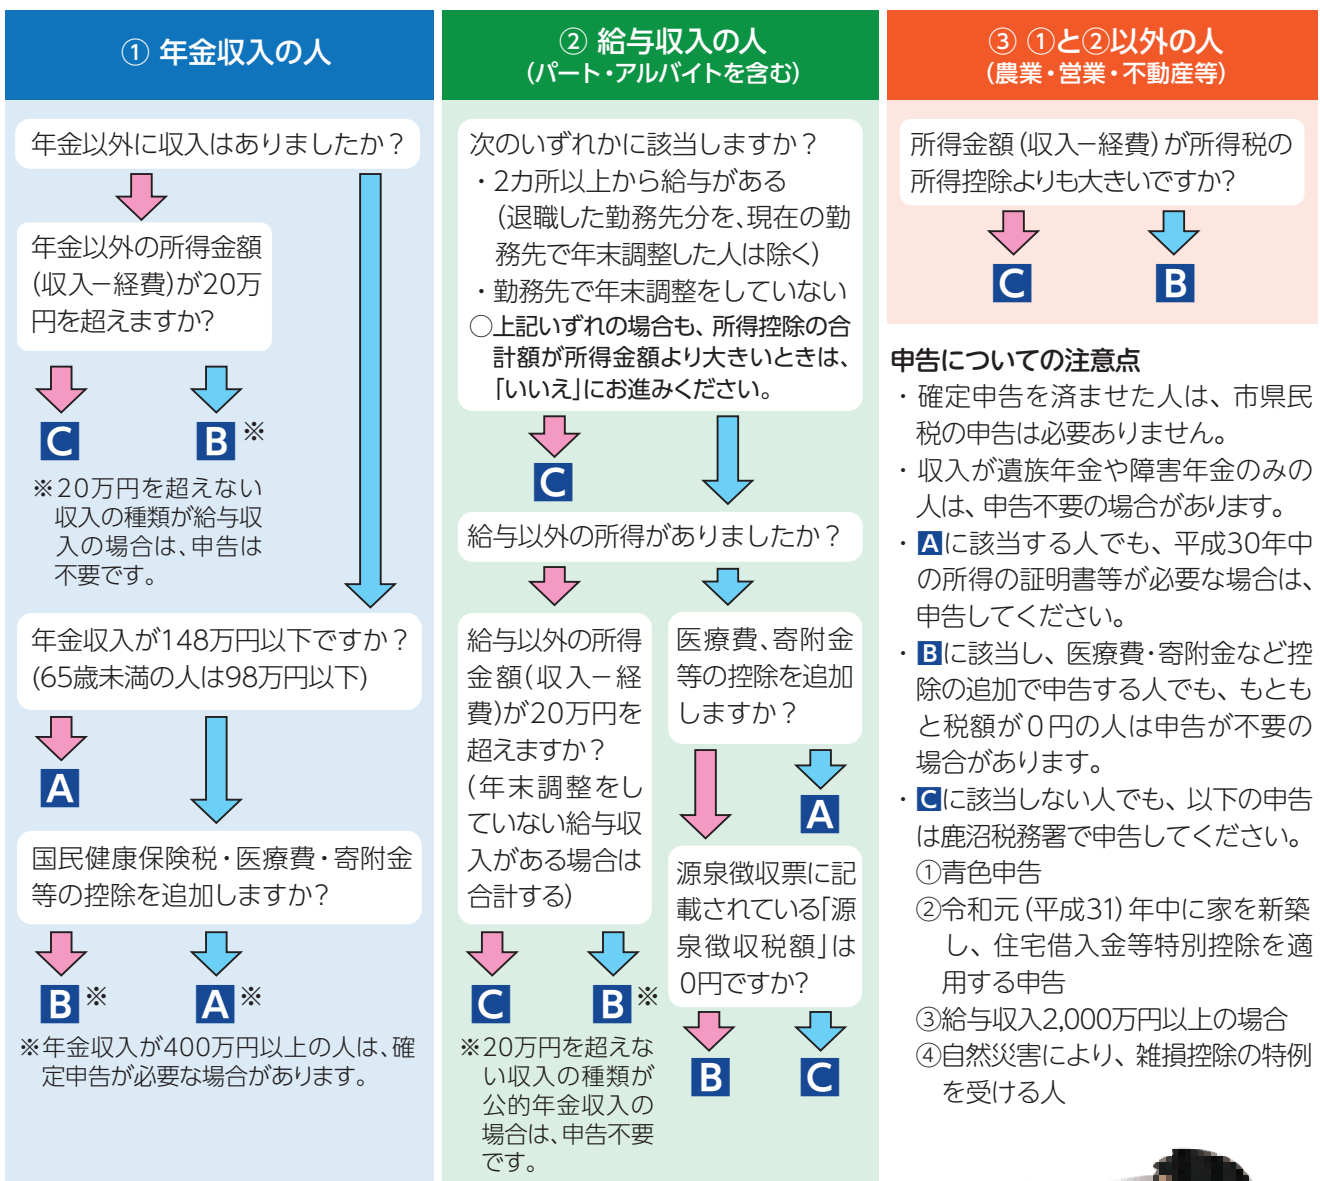 ① 年金収入の人
年金以外に収入はありましたか？
年金以外の所得金額
(収入－経費)が20万
円を超えますか?
C
B※
※20万円を超えない
収入の種類が給与収
入の場合は、申告は
不要です。
年金収入が148万円以下ですか？
(65歳未満の人は98万円以下)
A
国民健康保険税・医療費・寄附金
等の控除を追加しますか？
B※
A※
※年金収入が400万円以上の人は、確
定申告が必要な場合があります。
② 給与収入の人
(パート・アルバイトを含む)
次のいずれかに該当しますか？
・2カ所以上から給与がある
(退職した勤務先分を、現在の勤
務先で年末調整した人は除く)
・勤務先で年末調整をしていない
○上記いずれの場合も、所得控除の合
計額が所得金額より大きいときは、
「いいえ」にお進みください。
C
給与以外の所得がありましたか？
給与以外の所得
金額(収入－経
費)が20万円を
超えますか？
(年末調整をし
ていない給与収
入がある場合は
合計する)
C
B※
※20万円を超えな
い収入の種類が
公的年金収入の
場合は、申告不要
です。
医療費、寄附金
等の控除を追加
しますか？
A
源泉徴収票に記
載されている「源
泉徴収税額」は
0円ですか?
B
C
③ ①と②以外の人
(農業・営業・不動産等)
所得金額(収入－経費)が所得税の
所得控除よりも大きいですか?
C
B
申告についての注意点
・確定申告を済ませた人は、市県民
税の申告は必要ありません。
・収入が遺族年金や障害年金のみの
人は、申告不要の場合があります。
・Aに該当する人でも、平成30年中
の所得の証明書等が必要な場合は、
申告してください。
・Bに該当し、医療費・寄附金など控
除の追加で申告する人でも、もとも
と税額が０円の人は申告が不要の
場合があります。
・Cに該当しない人でも、以下の申告
は鹿沼税務署で申告してください。
①青色申告
②令和元(平成31)年中に家を新築
し、住宅借入金等特別控除を適
用する申告
③給与収入2,000万円以上の場合
④自然災害により、雑損控除の特例
を受ける人